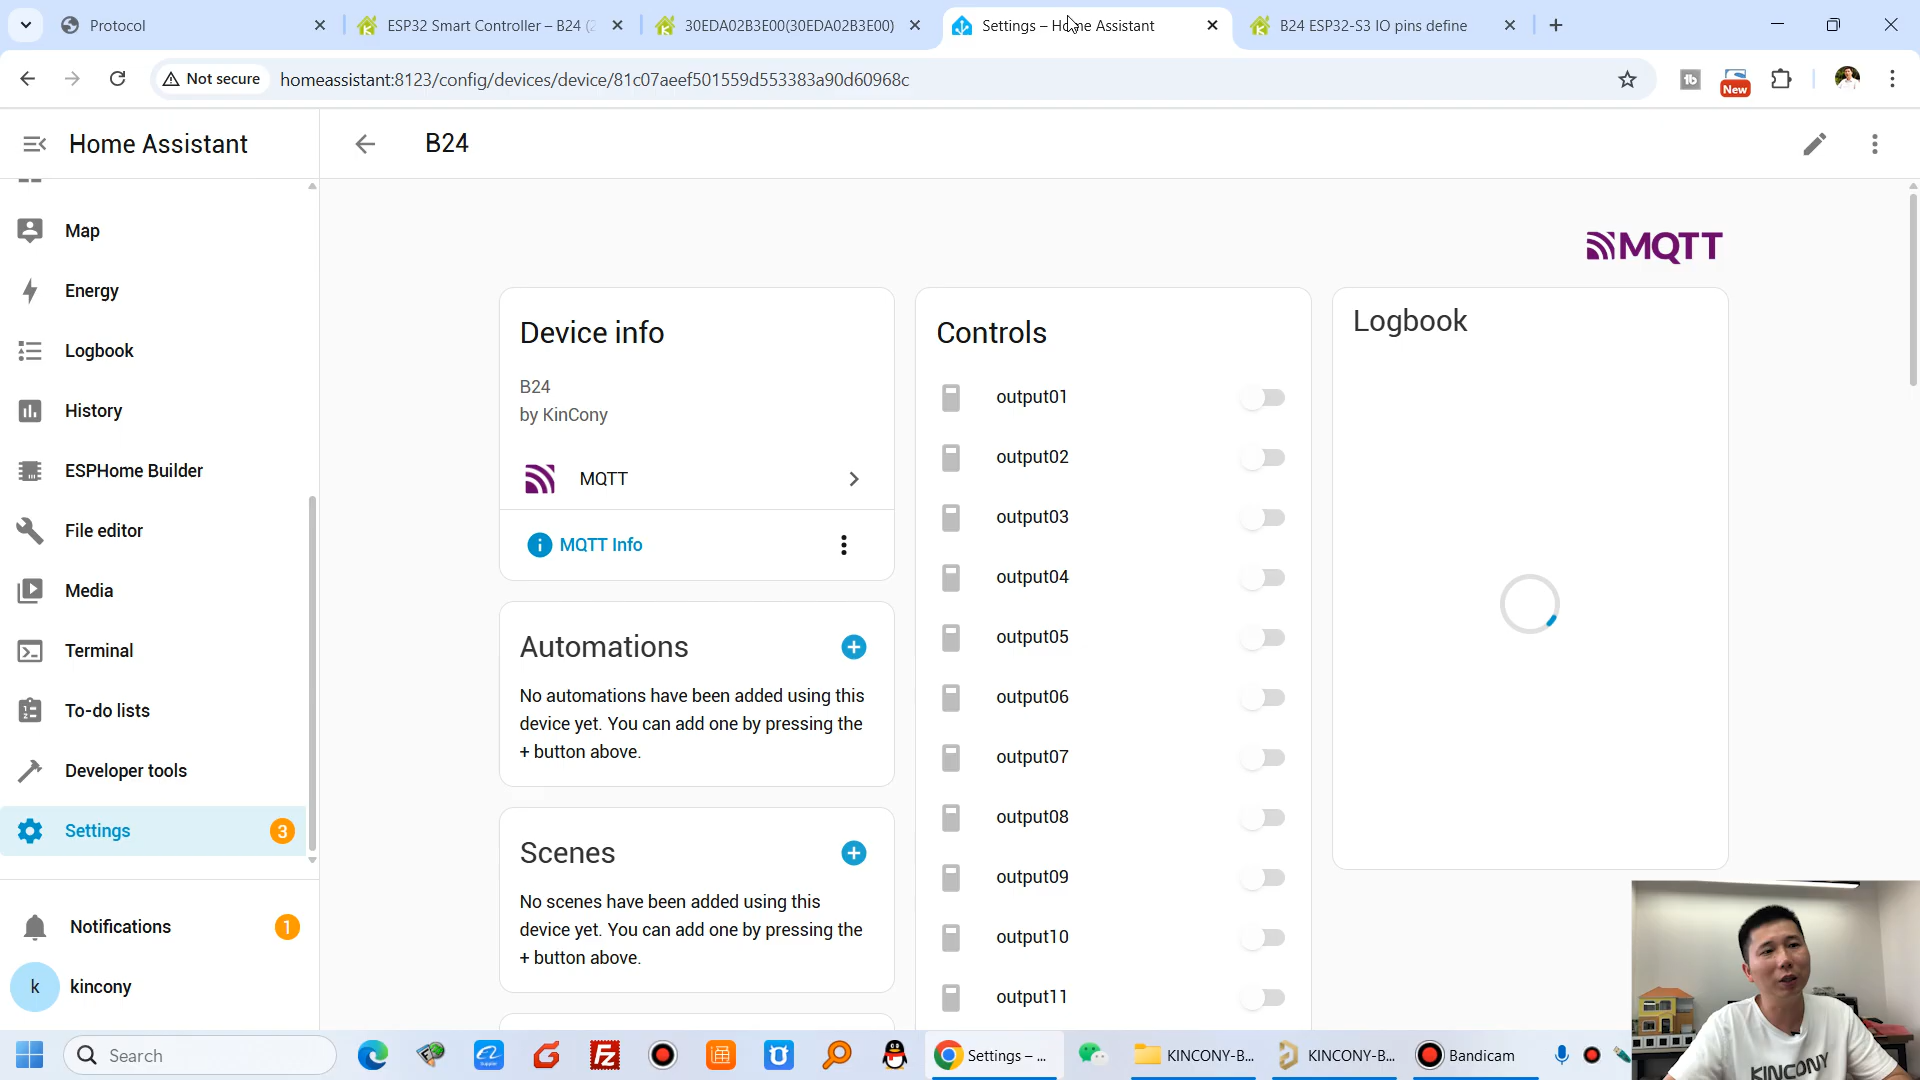 Protocol
ESP32 Smart Controller – B24 (2
30EDA02B3E00(30EDA02B3E00)
Settings – Home Assistant
B24 ESP32-S3 IO pins define
Not secure
homeassistant:8123/config/devices/device/81c07aeef501559d553383a90d60968c
New
Home Assistant
B24
Map
Energy
Logbook
History
ESPHome Builder
File editor
Media
Terminal
To-do lists
Developer tools
Settings
3
Notifications
1
k
kincony
MQTT
Device info
B24
by KinCony
MQTT
MQTT Info
Automations
No automations have been added using this
device yet. You can add one by pressing the
+ button above.
Scenes
No scenes have been added using this
device yet. You can add one by pressing the
+ button above.
Controls
output01
output02
output03
output04
output05
output06
output07
output08
output09
output10
output11
Logbook
KINCONY
Search
Settings – ...
KINCONY-B...
KINCONY-B...
Bandicam